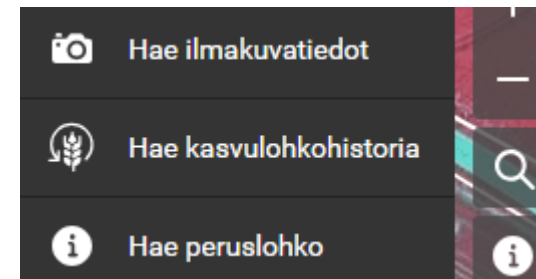 Hae ilmakuvatiedot
Hae kasvulohkohistoria
Hae peruslohko